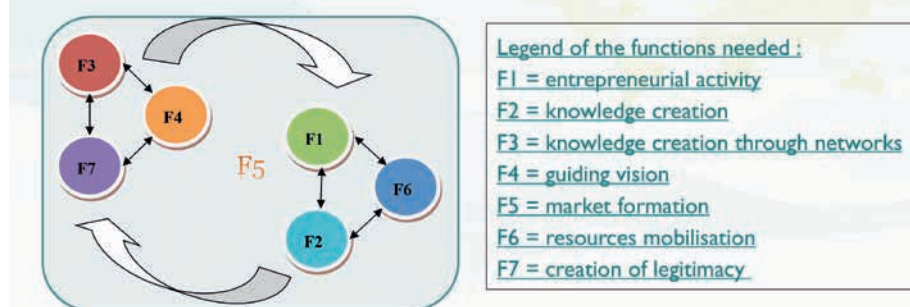 F3
F4
F7
F5
F1
F6
F2
Legend of the functions needed :
F1 = entrepreneurial activity
F2 = knowledge creation
F3 = knowledge creation through networks
F4 = guiding vision
F5 = market formation
F6 = resources mobilisation
F7 = creation of legitimacy